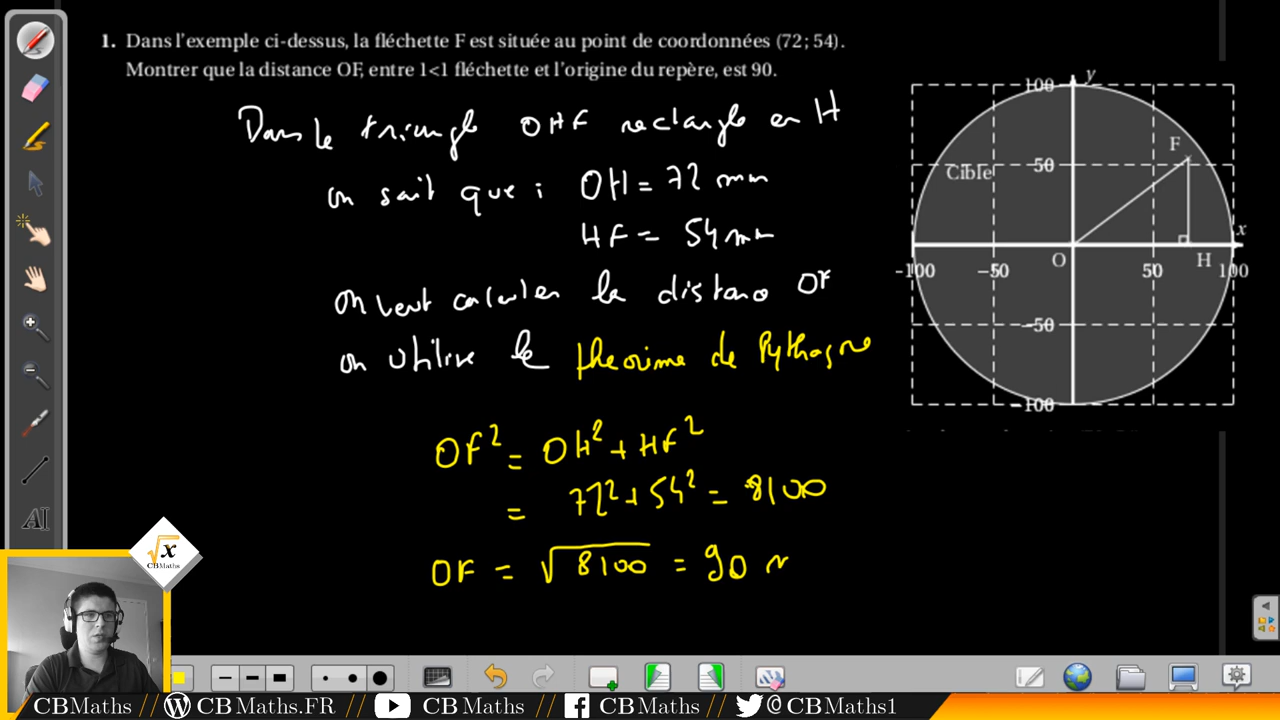 1. Dans l'exemple ci-dessus, la fléchette F est située au point de coordonnées (72 ; 54).
Montrer que la distance OF, entre 1<1 fléchette et l'origine du repère, est 90.
Dans le triangle OHF rectangle en H
on sait que : OH = 72 mm
HF = 54 mm
on veut calculer la distance OF
on utilise le théorème de Pythagore
OF² = OH² + HF²
= 72² + 54² = 8100
OF = √8100 = 90 m
y
100
F
Cible
50
x
-100
−50
O
50
H
100
−50
−100
AI
√x
CBMaths
CBMaths // CBMaths.FR // CBMaths // CBMaths // @CBMaths1